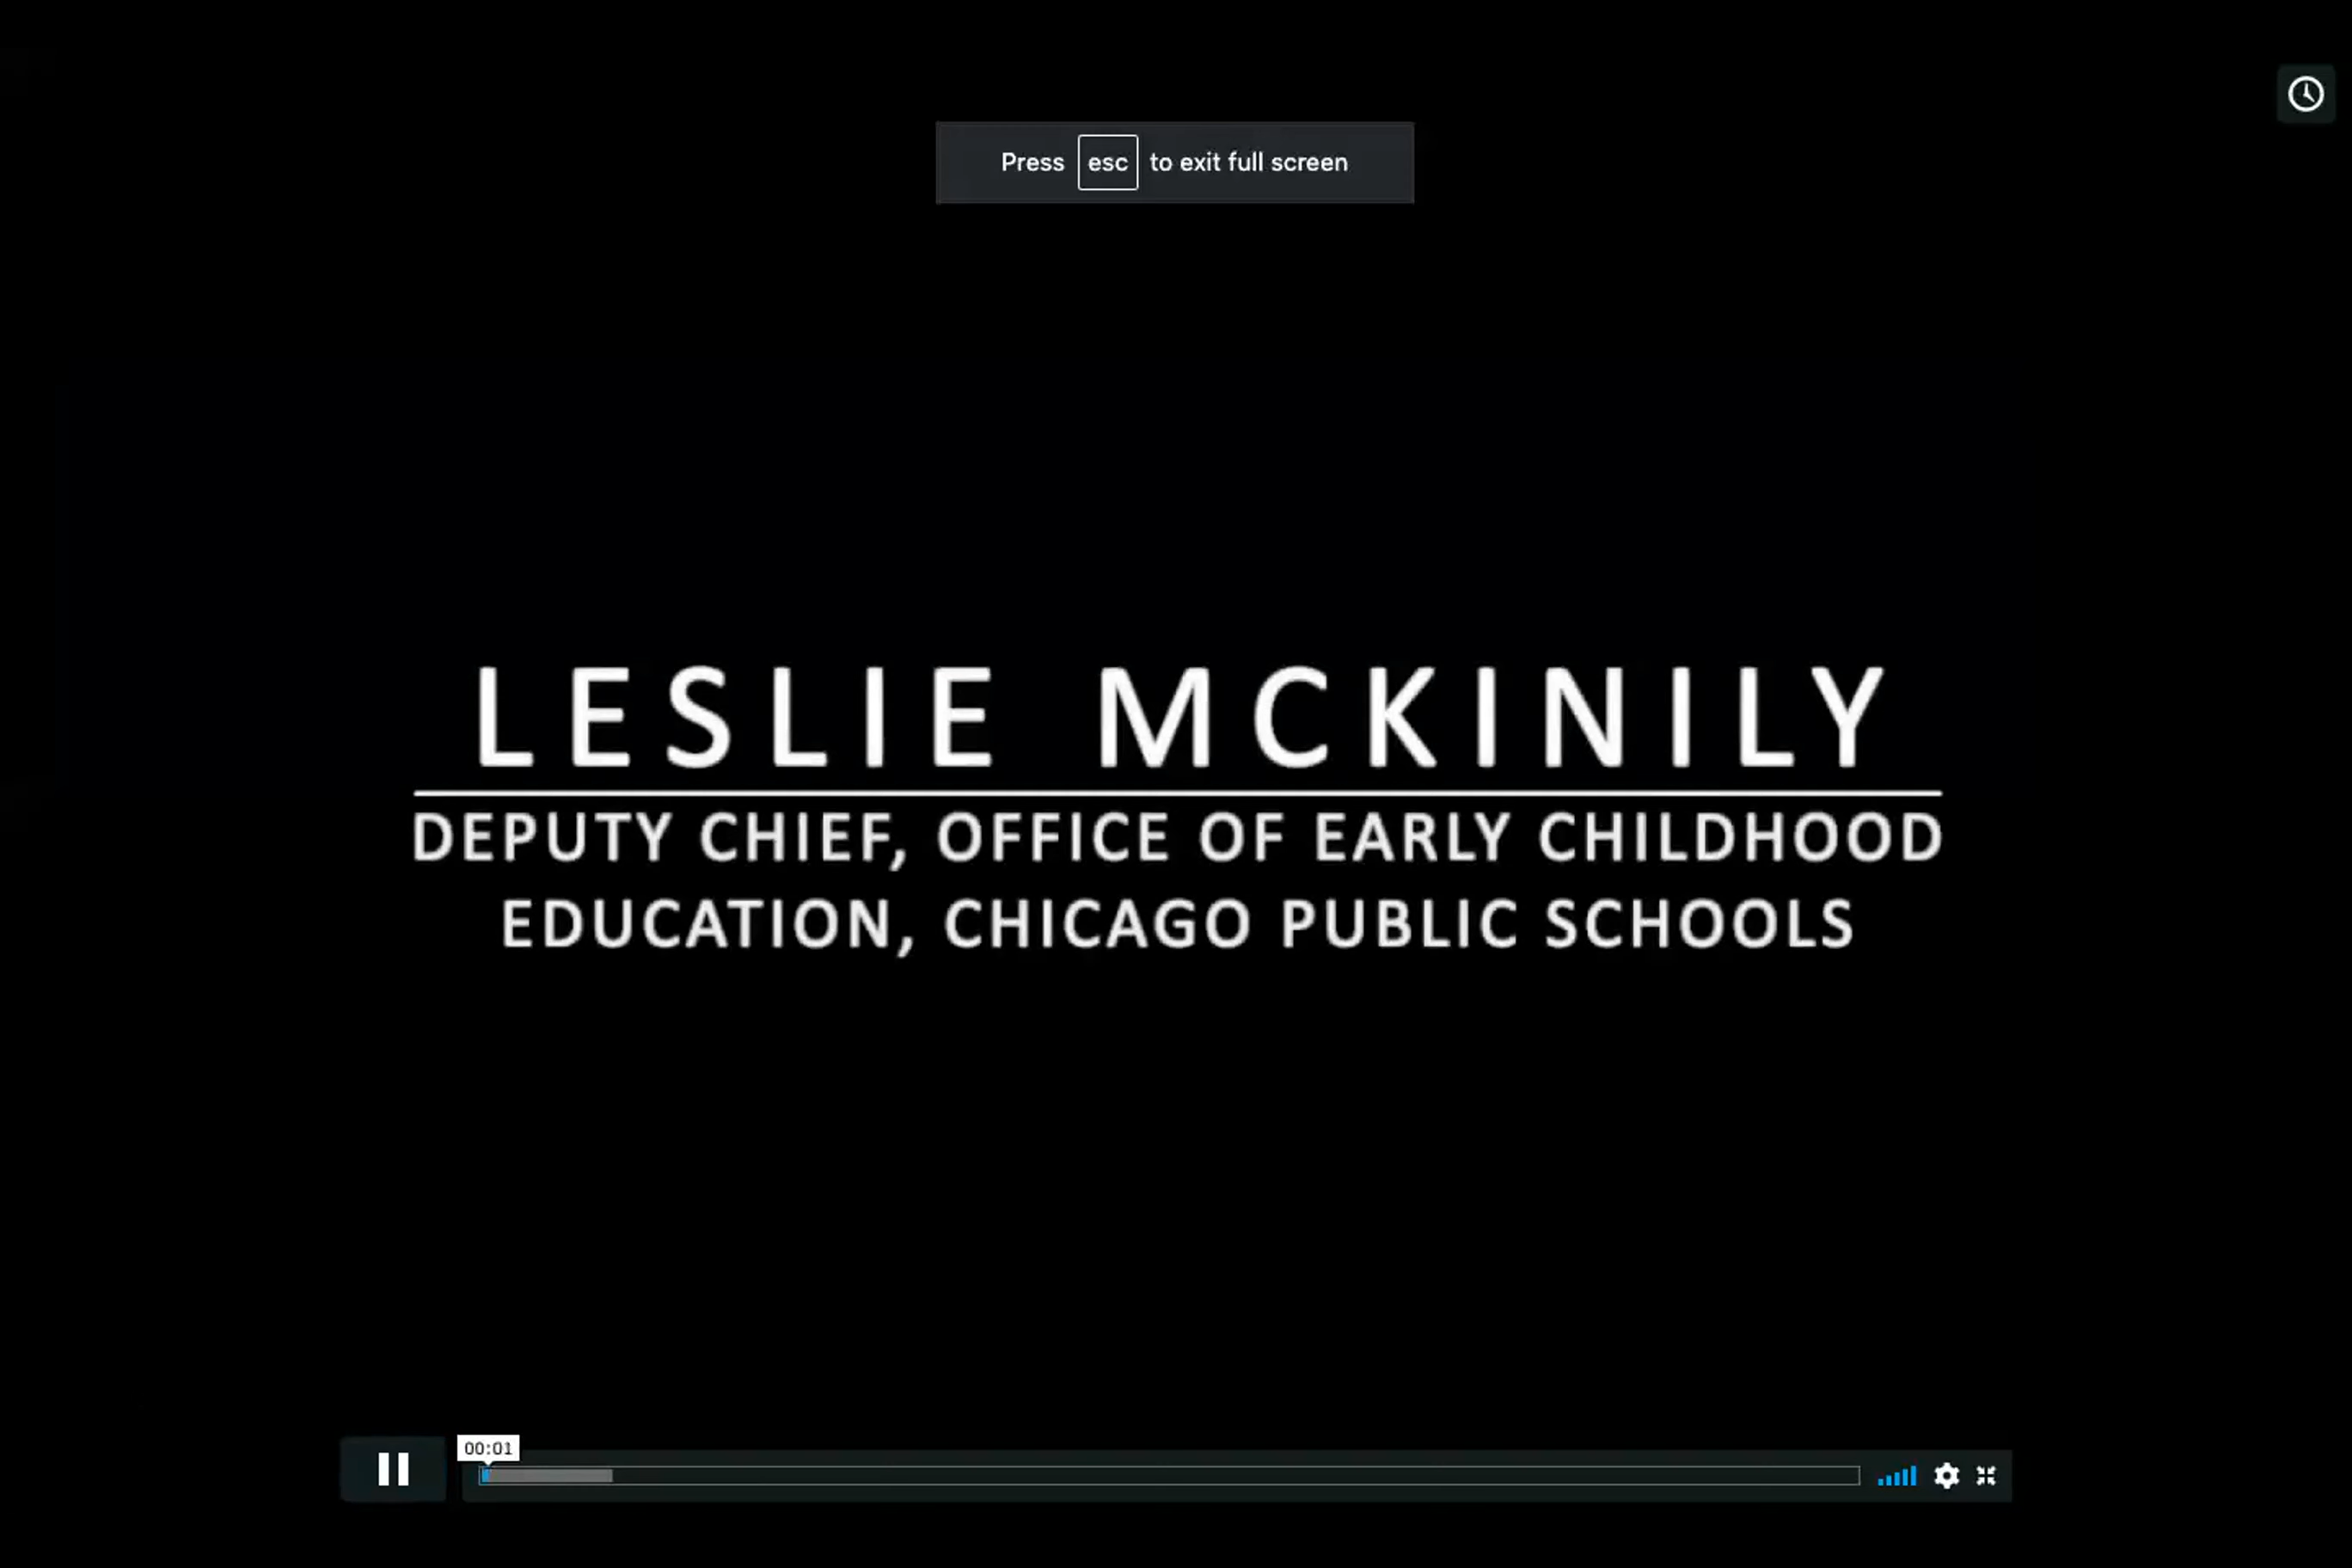 Press esc to exit full screen
LESLIE MCKINILY
DEPUTY CHIEF, OFFICE OF EARLY CHILDHOOD
EDUCATION, CHICAGO PUBLIC SCHOOLS
00:01